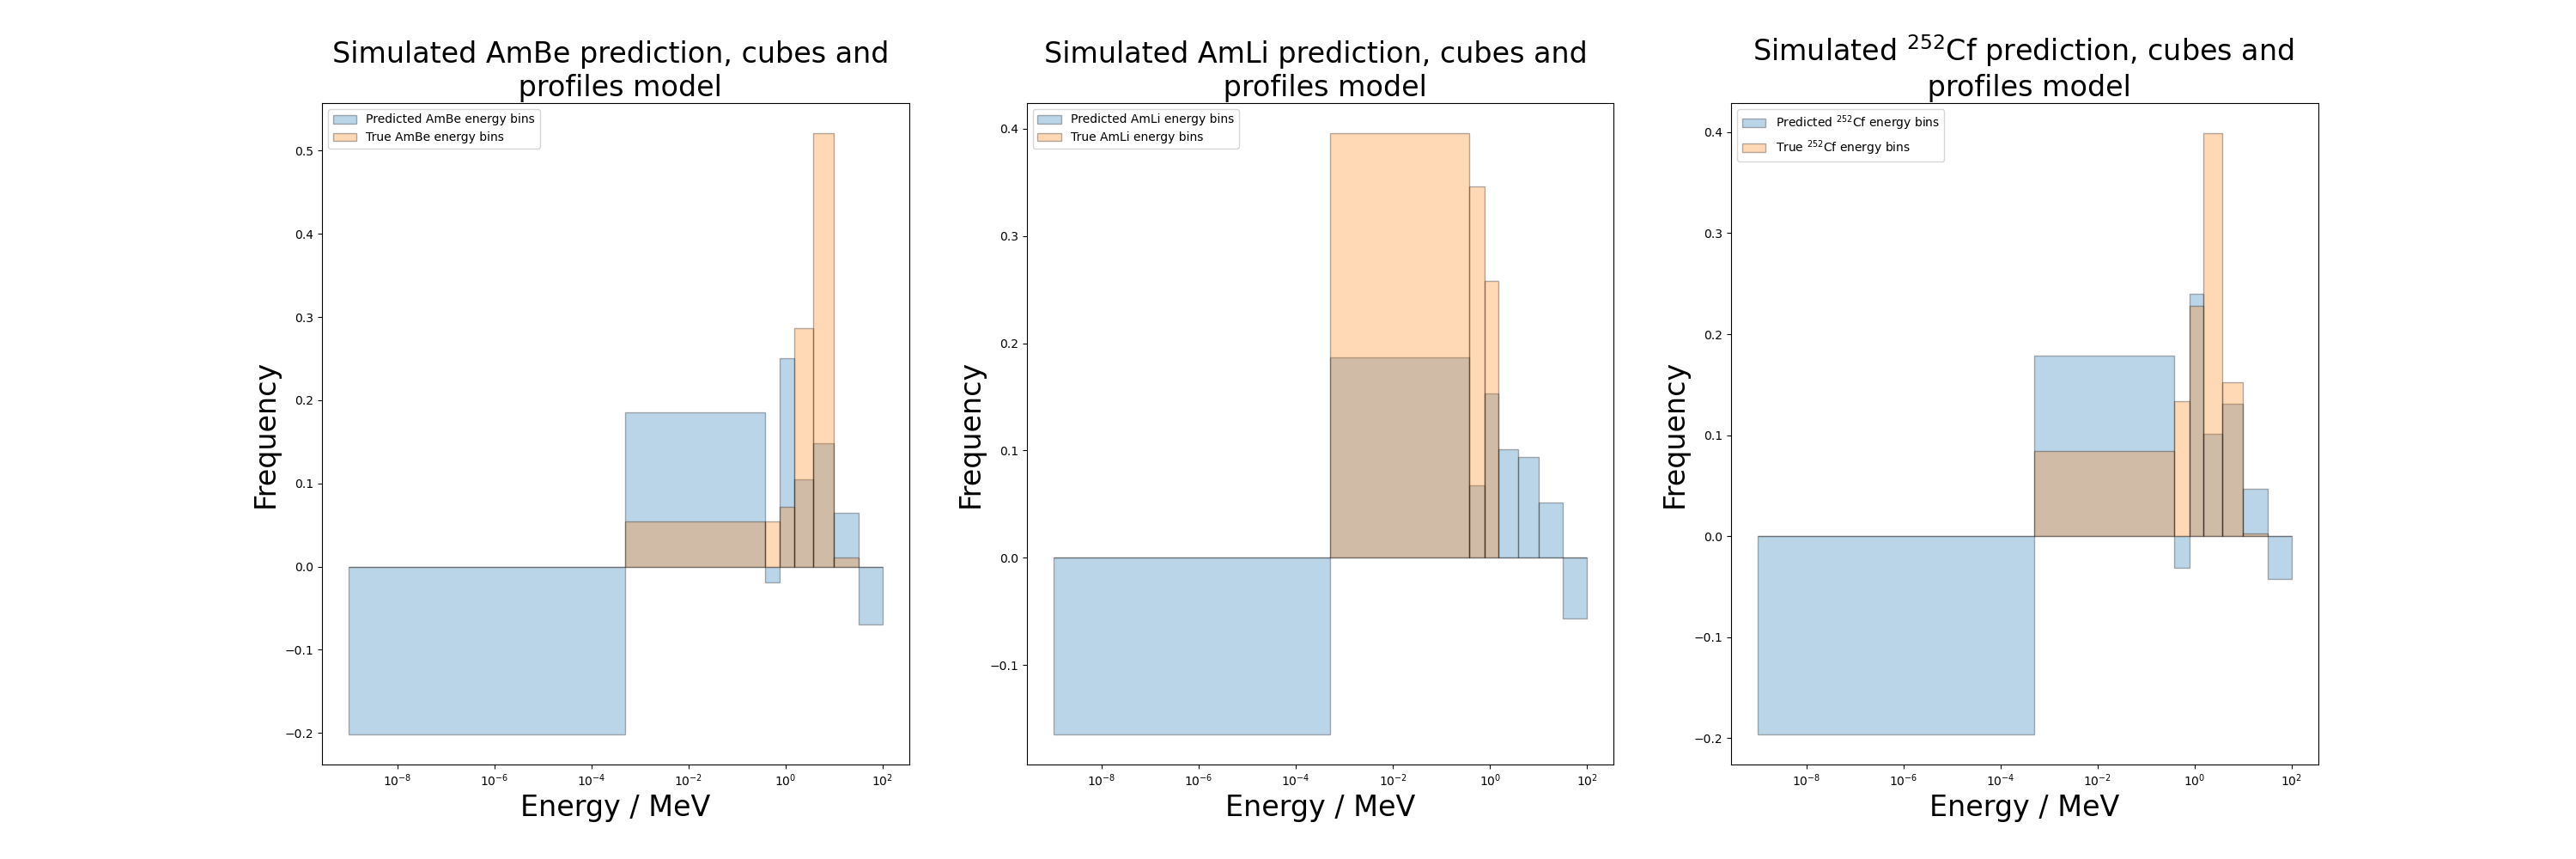 Simulated AmBe prediction, cubes and
profiles model
Predicted AmBe energy bins
True AmBe energy bins
0.5
0.4
0.3
0.2
0.1
0.0
−0.1
−0.2
Frequency
10⁻⁸ 10⁻⁶ 10⁻⁴ 10⁻² 10⁰ 10²
Energy / MeV
Simulated AmLi prediction, cubes and
profiles model
Predicted AmLi energy bins
True AmLi energy bins
0.4
0.3
0.2
0.1
0.0
−0.1
Frequency
10⁻⁸ 10⁻⁶ 10⁻⁴ 10⁻² 10⁰ 10²
Energy / MeV
Simulated ²⁵²Cf prediction, cubes and
profiles model
Predicted ²⁵²Cf energy bins
True ²⁵²Cf energy bins
0.4
0.3
0.2
0.1
0.0
−0.1
−0.2
Frequency
10⁻⁸ 10⁻⁶ 10⁻⁴ 10⁻² 10⁰ 10²
Energy / MeV